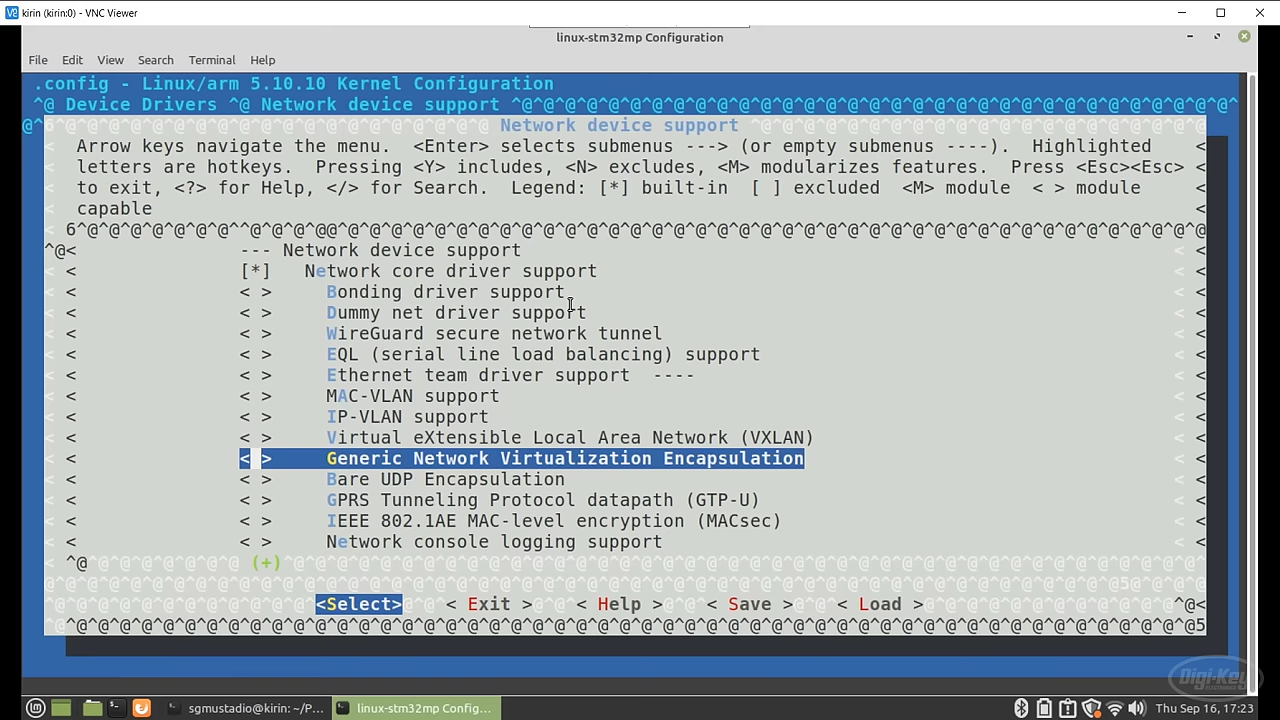 kirin (kirin:0) - VNC Viewer
linux-stm32mp Configuration
File Edit View Search Terminal Help
.config - Linux/arm 5.10.10 Kernel Configuration
^@ Device Drivers ^@ Network device support ^@^@^@^@^@^@^@^@^@^@^@^@^@^@^@^@^@^@^@^@^@^@^@^@^@^@^@^@^@^@^@^@^@^
Network device support
Arrow keys navigate the menu. <Enter> selects submenus ---> (or empty submenus ----). Highlighted
letters are hotkeys. Pressing <Y> includes, <N> excludes, <M> modularizes features. Press <Esc><Esc>
to exit, <?> for Help, </> for Search. Legend: [*] built-in [ ] excluded <M> module < > module
capable
--- Network device support
[*] Network core driver support
< > Bonding driver support
< > Dummy net driver support
< > WireGuard secure network tunnel
< > EQL (serial line load balancing) support
< > Ethernet team driver support ----
< > MAC-VLAN support
< > IP-VLAN support
< > Virtual eXtensible Local Area Network (VXLAN)
< > Generic Network Virtualization Encapsulation
< > Bare UDP Encapsulation
< > GPRS Tunneling Protocol datapath (GTP-U)
< > IEEE 802.1AE MAC-level encryption (MACsec)
< > Network console logging support
(+)
<Select> < Exit > < Help > < Save > < Load >
Digi-Key
sgmustadio@kirin: ~/P... linux-stm32mp Config... Thu Sep 16, 17:23